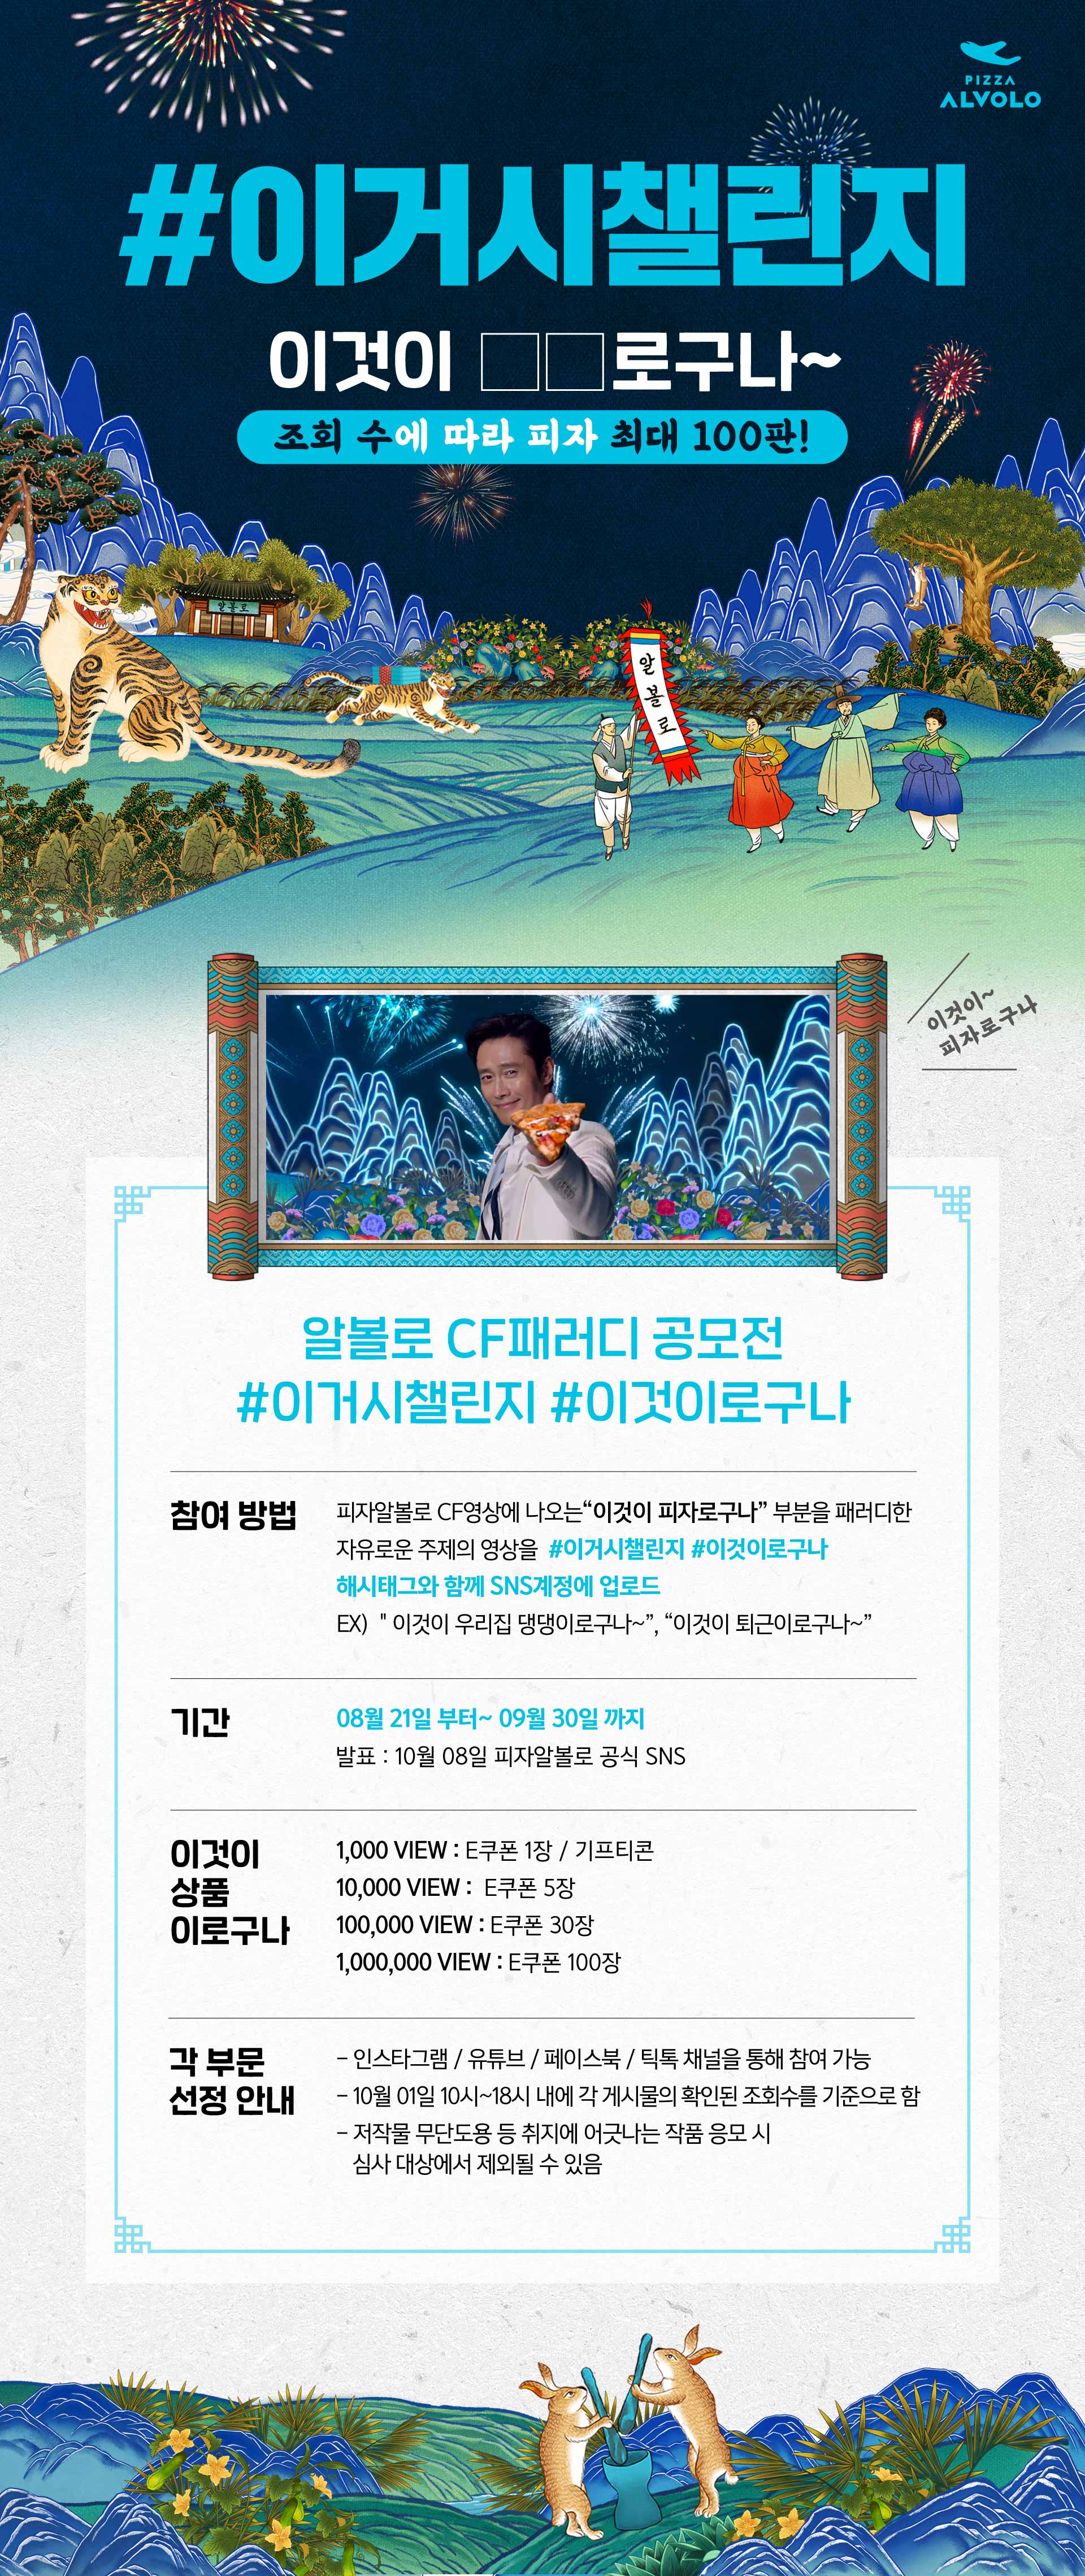 PIZZA
ALVOLO
#이거시챌린지
이것이 □□로구나~
조회 수에 따라 피자 최대 100판!
알볼로
알볼로
이것이~
피자로구나
알볼로 CF패러디 공모전
#이거시챌린지 #이것이로구나
참여 방법
피자알볼로 CF영상에 나오는“이것이 피자로구나” 부분을 패러디한
자유로운 주제의 영상을 #이거시챌린지 #이것이로구나
해시태그와 함께 SNS계정에 업로드
EX) " 이것이 우리집 댕댕이로구나~”, “이것이 퇴근이로구나~”
기간
08월 21일 부터~ 09월 30일 까지
발표 : 10월 08일 피자알볼로 공식 SNS
이것이
상품
이로구나
1,000 VIEW : E쿠폰 1장 / 기프티콘
10,000 VIEW : E쿠폰 5장
100,000 VIEW : E쿠폰 30장
1,000,000 VIEW : E쿠폰 100장
각 부문
선정 안내
– 인스타그램 / 유튜브 / 페이스북 / 틱톡 채널을 통해 참여 가능
– 10월 01일 10시~18시 내에 각 게시물의 확인된 조회수를 기준으로 함
– 저작물 무단도용 등 취지에 어긋나는 작품 응모 시
심사 대상에서 제외될 수 있음